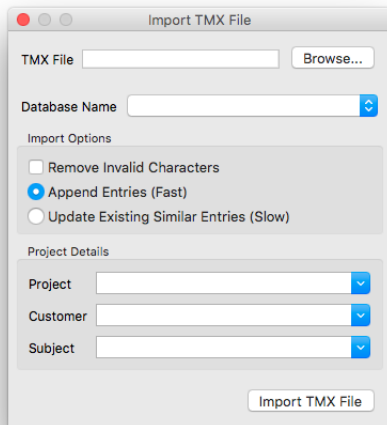 Import TMX File
TMX File
Browse...
Database Name
Import Options
Remove Invalid Characters
Append Entries (Fast)
Update Existing Similar Entries (Slow)
Project Details
Project
Customer
Subject
Import TMX File